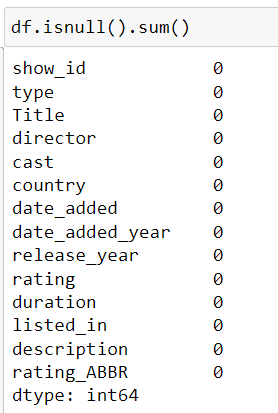 df.isnull().sum()
show_id 0
type 0
Title 0
director 0
cast 0
country 0
date_added 0
date_added_year 0
release_year 0
rating 0
duration 0
listed_in 0
description 0
rating_ABBR 0
dtype: int64